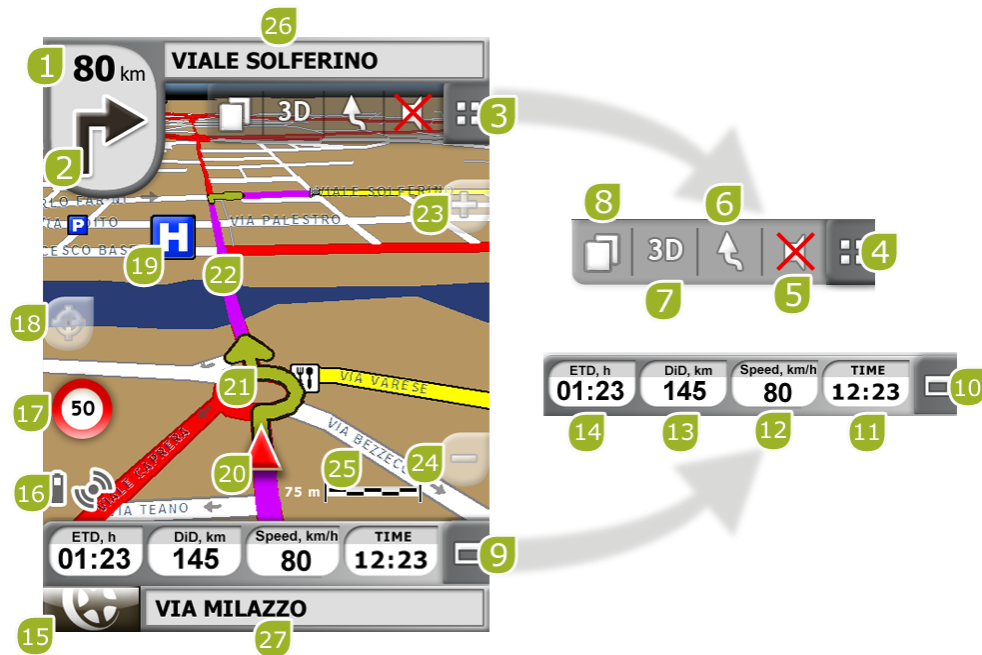 26
1
80 km
VIALE SOLFERINO
3D
3
2
VIALE SOLFERINO
23
P
VIA PALESTRO
H
19
22
18
21
VIA VARESE
17
50
VIA BEZZECCA
VIALE CAPRERA
20
25
24
16
75 m
VIA TEANO
ETD, h
01:23
DiD, km
145
Speed, km/h
80
TIME
12:23
9
15
VIA MILAZZO
27
8
6
3D
4
7
5
ETD, h
01:23
DiD, km
145
Speed, km/h
80
TIME
12:23
10
14
13
12
11